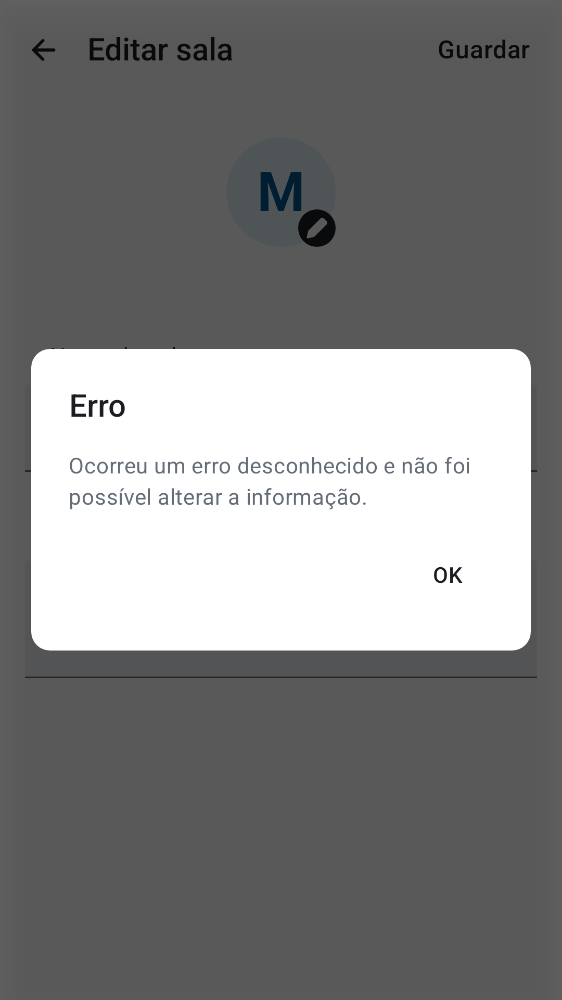 Editar sala
Guardar
M
Erro
Ocorreu um erro desconhecido e não foi
possível alterar a informação.
OK